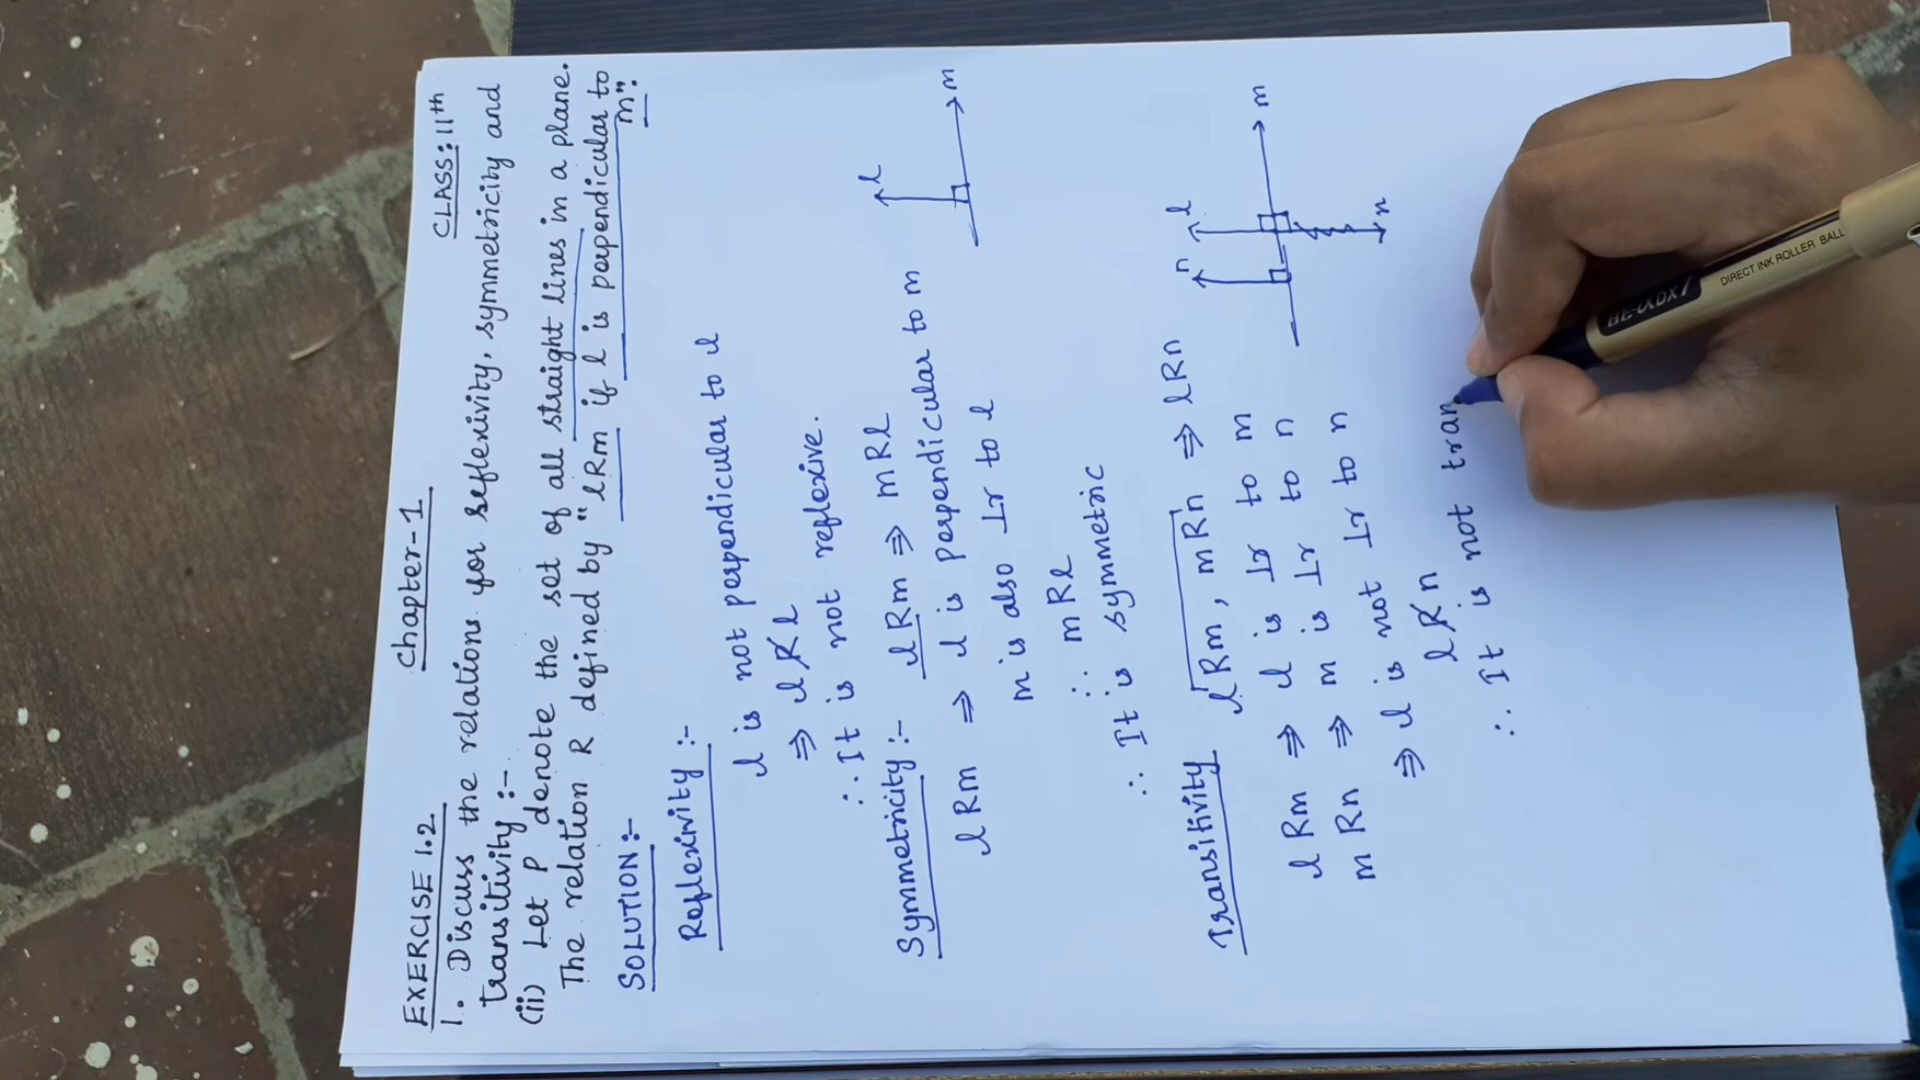 Chapter-1
CLASS: 11th
EXERCISE 1.2
1. Discuss the relations for reflexivity, symmetricity and
transitivity :-
(ii) Let P denote the set of all straight lines in a plane.
The relation R defined by "lRm if l is perpendicular to
m":
SOLUTION:-
Reflexivity :-
l is not perpendicular to l
⇒ l R̸ l
∴ It is not reflexive.
Symmetricity :- lRm ⇒ mRl
lRm ⇒ l is perpendicular to m
m is also ⊥r to l
∴ mRl
∴ It is symmetric
l
m
Transitivity lRm, mRn ⇒ lRn
lRm ⇒ l is ⊥r to m
mRn ⇒ m is ⊥r to n
⇒ l is not ⊥r to n
l R̸ n
∴ It is not tran
n
l
m
n
DIRECT INK ROLLER BALL